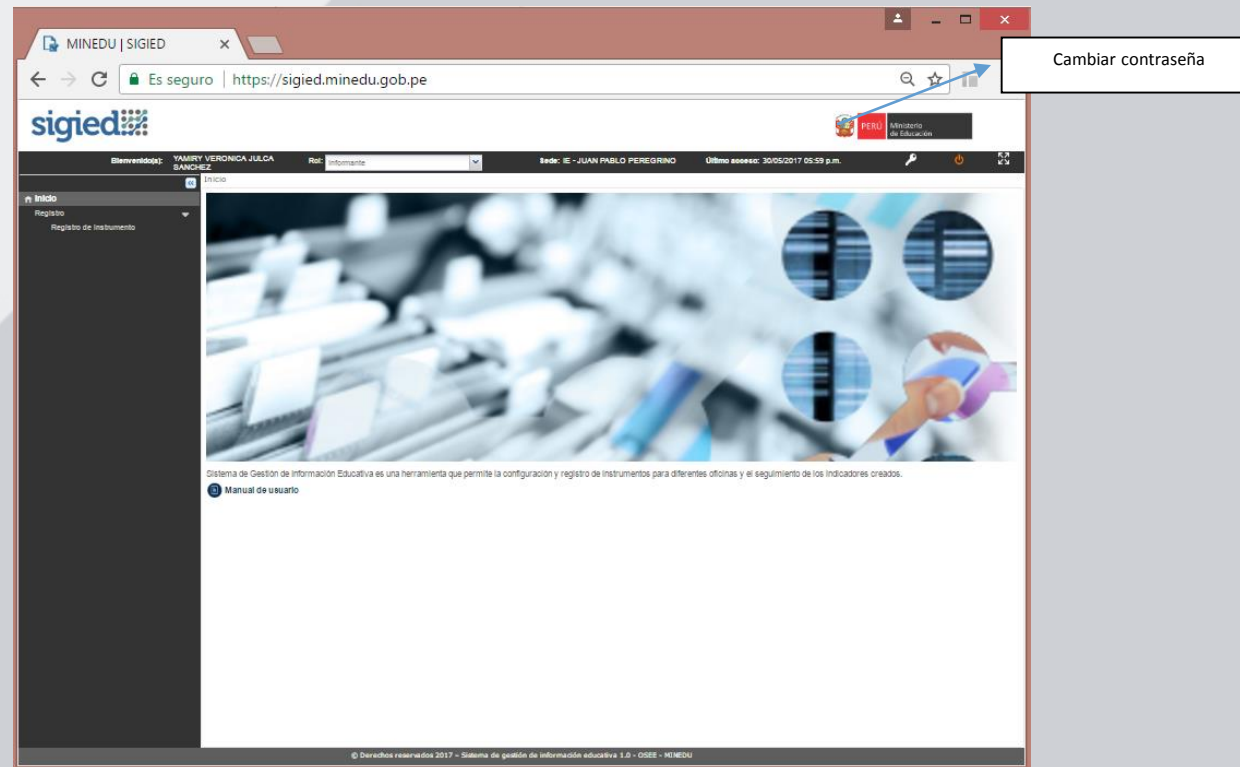 MINEDU | SIGIED
Es seguro | https://sigied.minedu.gob.pe
Cambiar contraseña
sigied
PERÚ Ministerio
de Educación
Bienvenido(a): YAMIRY VERONICA JULCA SANCHEZ Rol: Informante Sede: IE - JUAN PABLO PEREGRINO Último acceso: 30/05/2017 05:59 p.m.
Inicio
Inicio
Registro
Registro de Instrumento
Sistema de Gestión de Información Educativa es una herramienta que permite la configuración y registro de instrumentos para diferentes oficinas y el seguimiento de los indicadores creados.
Manual de usuario
© Derechos reservados 2017 - Sistema de gestión de información educativa 1.0 - OSEE - MINEDU